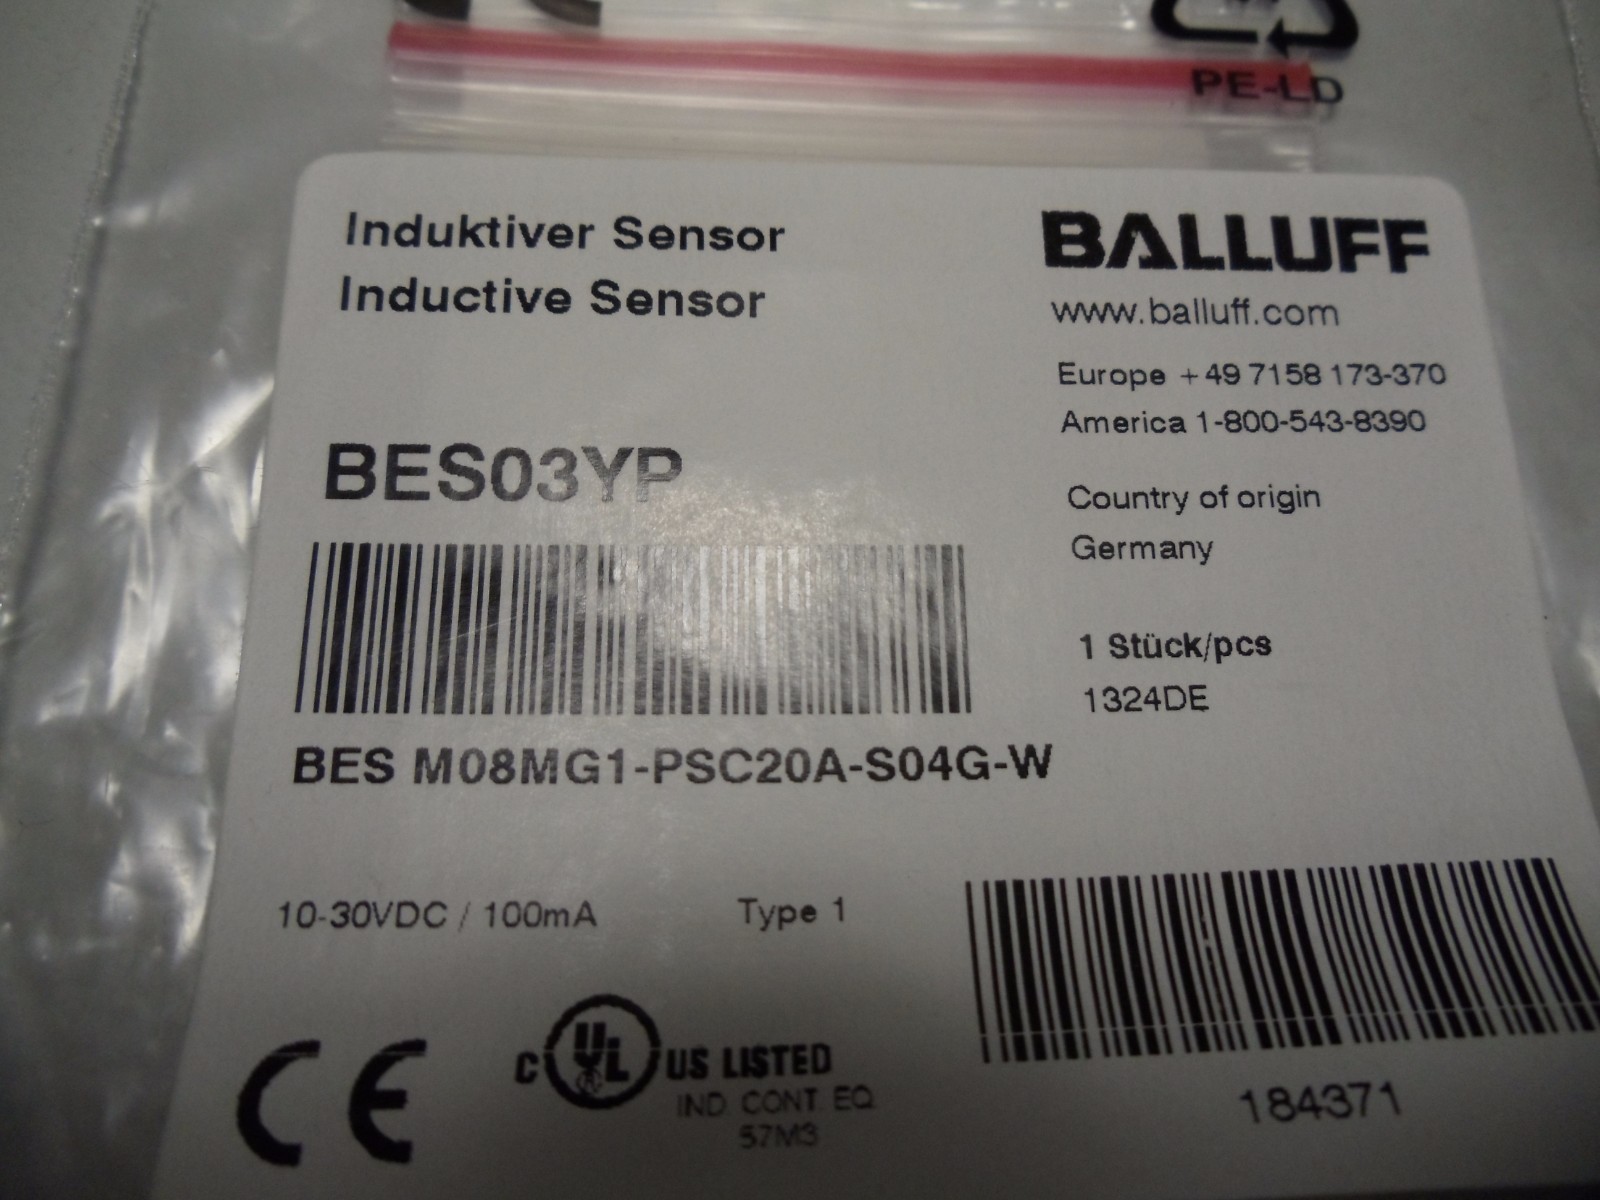 PE-LD
Induktiver Sensor
Inductive Sensor
BALLUFF
www.balluff.com
Europe +49 7158 173-370
America 1-800-543-8390
BES03YP
Country of origin
Germany
1 Stück/pcs
1324DE
BES M08MG1-PSC20A-S04G-W
10-30VDC / 100mA
Type 1
CE
C UL US LISTED
IND. CONT. EQ
57M3
184371